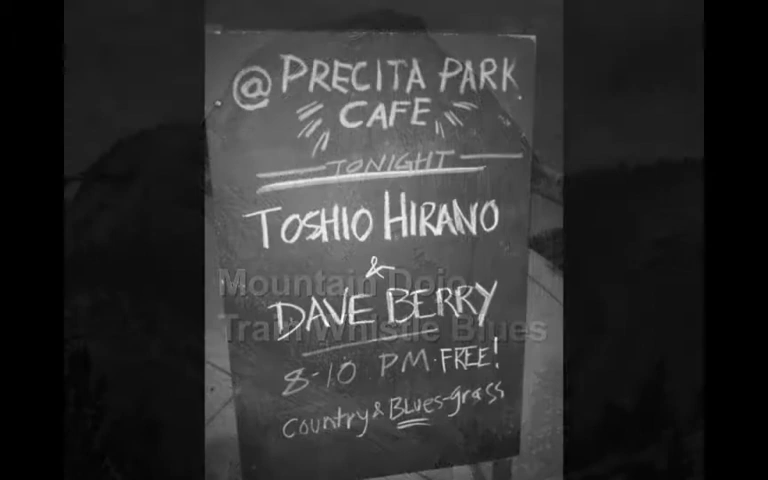 @ PRECITA PARK
CAFE
TONIGHT
TOSHIO HIRANO
&
Mountain Dojo
DAVE BERRY
Train Whistle Blues
8-10 PM. FREE!
Country & Blues-grass